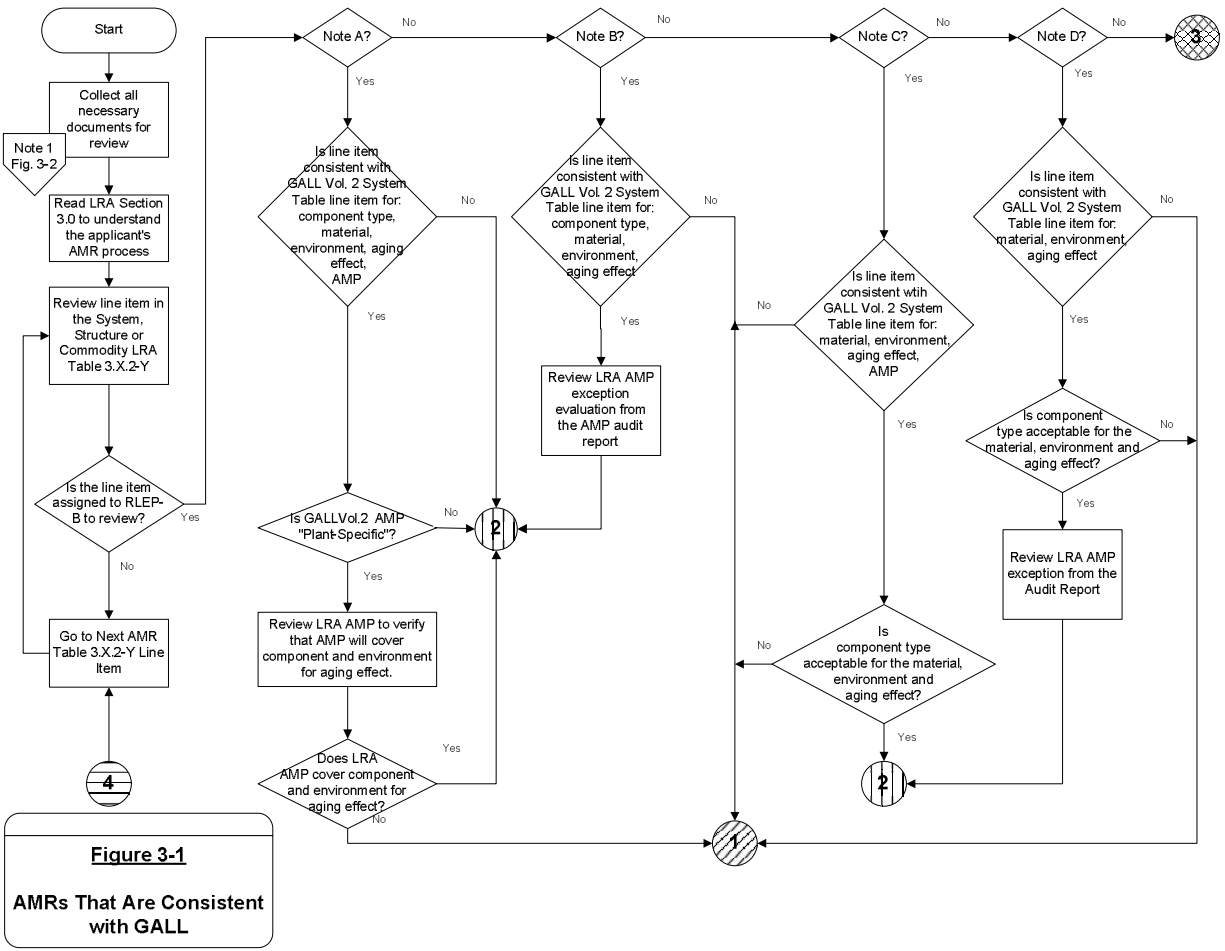 Start
Collect all
necessary
documents for
review
Note 1
Fig. 3-2
Read LRA Section
3.0 to understand
the applicant's
AMR process
Review line item in
the System,
Structure or
Commodity LRA
Table 3.X.2-Y
Is the line item
assigned to RLEP-
B to review?
Yes
No
Go to Next AMR
Table 3.X.2-Y Line
Item
4
Figure 3-1
AMRs That Are Consistent
with GALL
Note A?
No
Yes
Is line item
consistent with
GALL Vol. 2 System
Table line item for:
component type,
material,
environment, aging
effect,
AMP
No
Yes
Is GALLVol.2 AMP
"Plant-Specific"?
No
Yes
Review LRA AMP to verify
that AMP will cover
component and environment
for aging effect.
Does LRA
AMP cover component
and environment for
aging effect?
Yes
No
2
Note B?
No
Yes
Is line item
consistent with
GALL Vol. 2 System
Table line item for:
component type,
material,
environment,
aging effect
No
Yes
Review LRA AMP
exception
evaluation from
the AMP audit
report
1
Note C?
No
Yes
Is line item
consistent wtih
GALL Vol. 2 System
Table line item for:
material, environment,
aging effect,
AMP
No
Yes
Is
component type
acceptable for the material,
environment and
aging effect?
No
Yes
2
Note D?
No
3
Yes
Is line item
consistent with
GALL Vol. 2 System
Table line item for:
material, environment,
aging effect
No
Yes
Is component
type acceptable for the
material, environment and
aging effect?
No
Yes
Review LRA AMP
exception from the
Audit Report